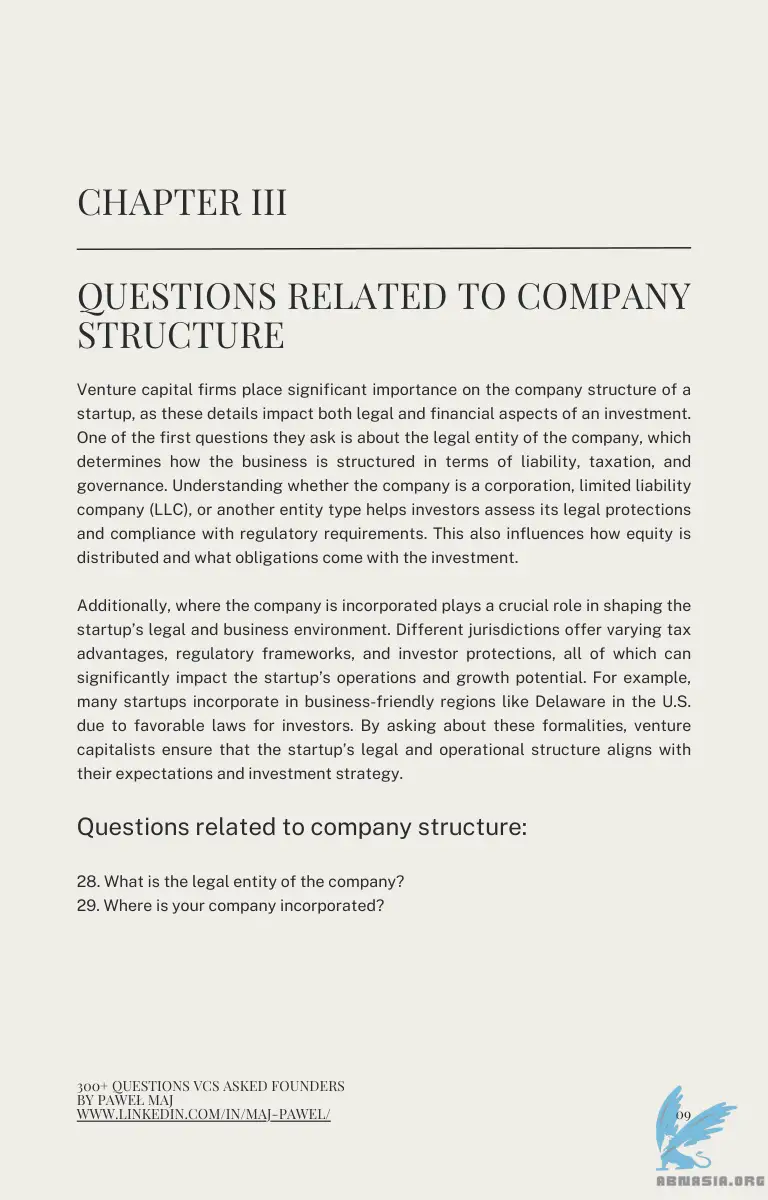 CHAPTER III
QUESTIONS RELATED TO COMPANY
STRUCTURE
Venture capital firms place significant importance on the company structure of a
startup, as these details impact both legal and financial aspects of an investment.
One of the first questions they ask is about the legal entity of the company, which
determines how the business is structured in terms of liability, taxation, and
governance. Understanding whether the company is a corporation, limited liability
company (LLC), or another entity type helps investors assess its legal protections
and compliance with regulatory requirements. This also influences how equity is
distributed and what obligations come with the investment.
Additionally, where the company is incorporated plays a crucial role in shaping the
startup's legal and business environment. Different jurisdictions offer varying tax
advantages, regulatory frameworks, and investor protections, all of which can
significantly impact the startup's operations and growth potential. For example,
many startups incorporate in business-friendly regions like Delaware in the U.S.
due to favorable laws for investors. By asking about these formalities, venture
capitalists ensure that the startup's legal and operational structure aligns with
their expectations and investment strategy.
Questions related to company structure:
28. What is the legal entity of the company?
29. Where is your company incorporated?
300+ QUESTIONS VCS ASKED FOUNDERS
BY PAWEŁ MAJ
WWW.LINKEDIN.COM/IN/MAJ-PAWEL/
09
ABNASIA.ORG